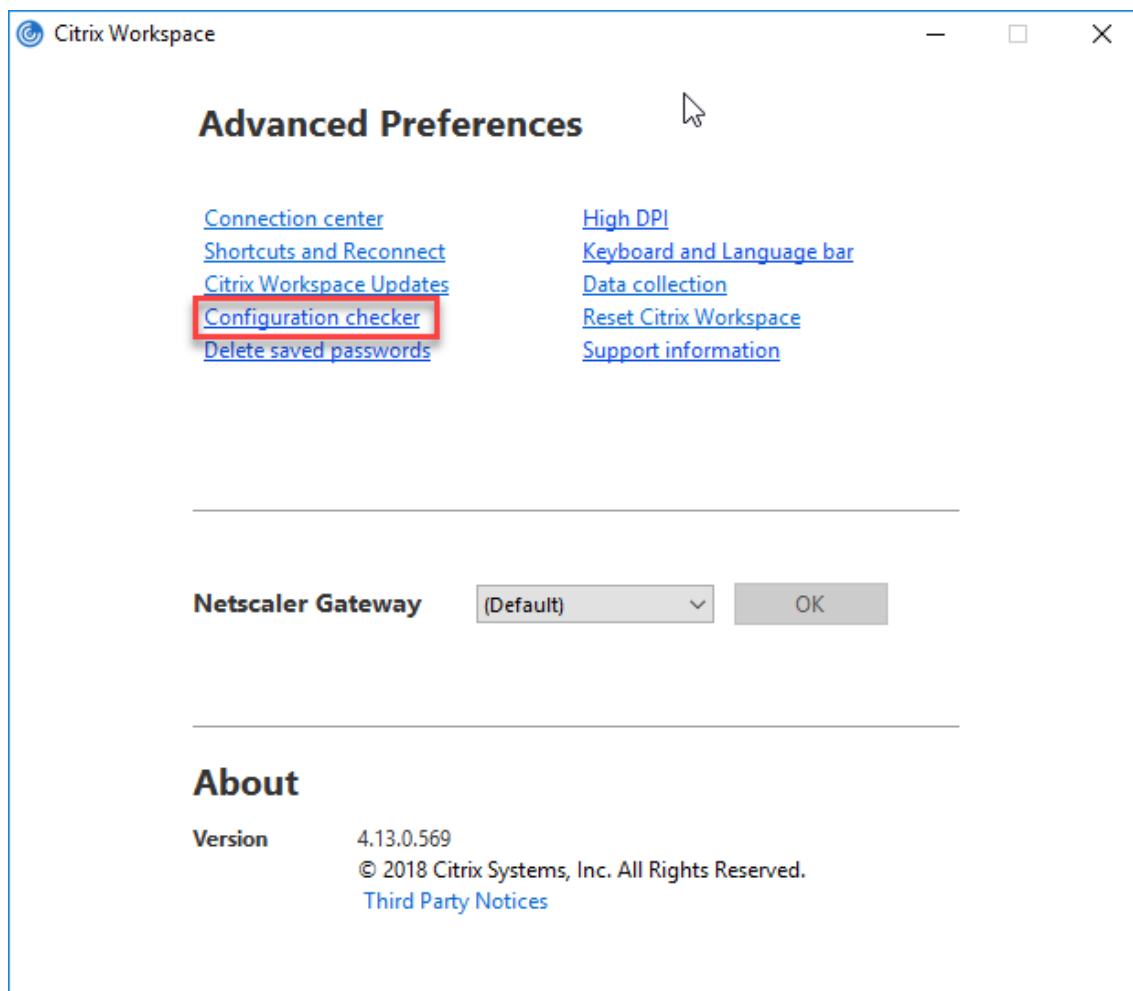 Citrix Workspace
Advanced Preferences
Connection center
Shortcuts and Reconnect
Citrix Workspace Updates
Configuration checker
Delete saved passwords
High DPI
Keyboard and Language bar
Data collection
Reset Citrix Workspace
Support information
Netscaler Gateway
(Default)
OK
About
Version
4.13.0.569
© 2018 Citrix Systems, Inc. All Rights Reserved.
Third Party Notices